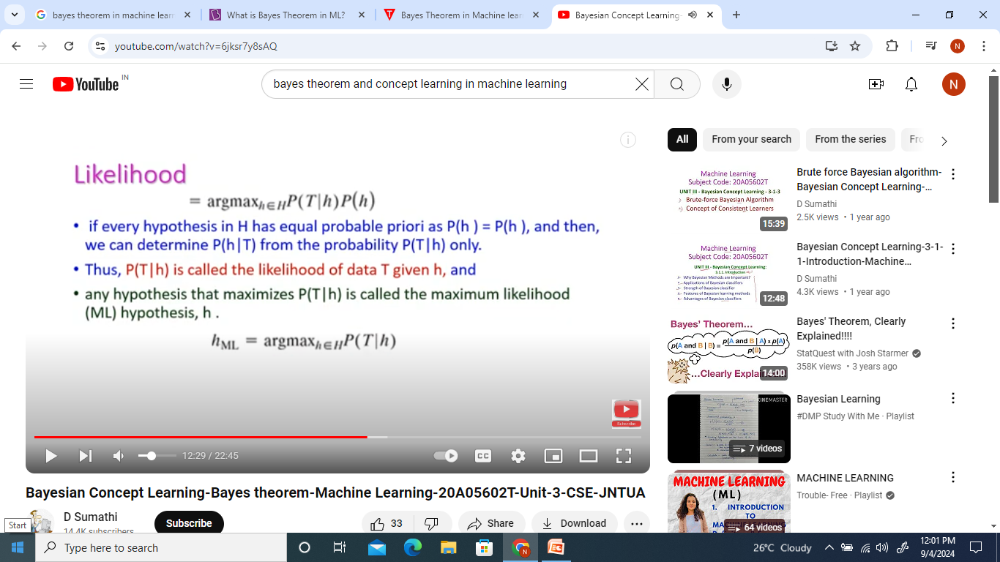 bayes theorem in machine learn
What is Bayes Theorem in ML?
Bayes Theorem in Machine lear
Bayesian Concept Learning-
youtube.com/watch?v=6jksr7y8sAQ
N
YouTube IN
bayes theorem and concept learning in machine learning
N
Likelihood
= argmaxh∈H P(T|h)P(h)
• if every hypothesis in H has equal probable priori as P(h ) = P(h ), and then,
we can determine P(h|T) from the probability P(T|h) only.
• Thus, P(T|h) is called the likelihood of data T given h, and
• any hypothesis that maximizes P(T|h) is called the maximum likelihood
(ML) hypothesis, h .
hML = argmaxh∈H P(T|h)
Subscribe
12:29 / 22:45
CC
Bayesian Concept Learning-Bayes theorem-Machine Learning-20A05602T-Unit-3-CSE-JNTUA
D Sumathi
14.4K subscribers
Subscribe
33
Share
Download
All
From your search
From the series
Fro
Machine Learning
Subject Code: 20A05602T
UNIT III - Bayesian Concept Learning - 3-1-3
Brute-force Bayesian Algorithm
Concept of Consistent Learners
15:39
Brute force Bayesian algorithm-
Bayesian Concept Learning-...
D Sumathi
2.5K views • 1 year ago
Machine Learning
Subject Code: 20A05602T
UNIT III - Bayesian Concept Learning:
3.1.1. Introduction
Why Bayesian Methods are Important?
Applications of Bayesian classifiers
Strength of Bayesian classifier
Features of Bayesian learning methods
Advantages of Bayesian classifiers
12:48
Bayesian Concept Learning-3-1-
1-Introduction-Machine...
D Sumathi
4.3K views • 1 year ago
Bayes' Theorem...
p(A and B | B) = p(A and B | A) x p(A)
p(B)
...Clearly Explai
14:00
Bayes' Theorem, Clearly
Explained!!!!
StatQuest with Josh Starmer
358K views • 3 years ago
KINEMASTER
7 videos
Bayesian Learning
#DMP Study With Me · Playlist
MACHINE LEARNING
(ML)
1. INTRODUCTION
TO
64 videos
MACHINE LEARNING
Trouble- Free · Playlist
Start
Type here to search
N
26°C Cloudy
12:01 PM
9/4/2024